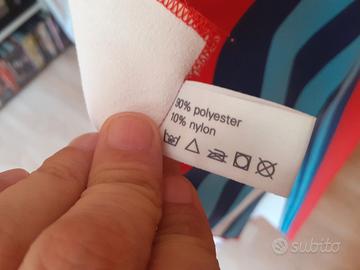 90% polyester
10% nylon
subito